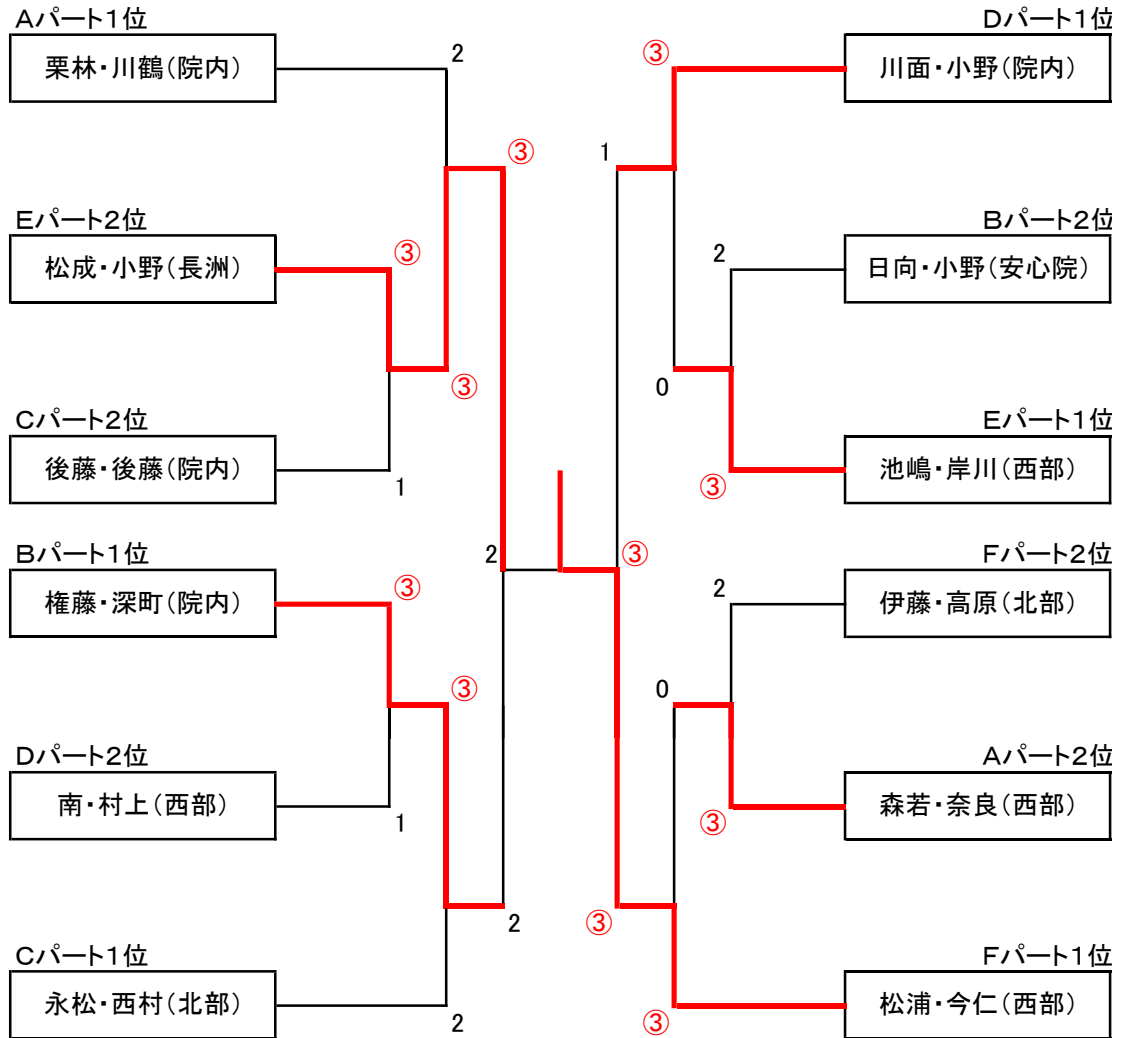 Aパート1位
Dパート1位
栗林・川鶴(院内)
2
③
川面・小野(院内)
③
1
Eパート2位
Bパート2位
松成・小野(長洲)
③
2
日向・小野(安心院)
③
0
Cパート2位
Eパート1位
後藤・後藤(院内)
1
③
池嶋・岸川(西部)
Bパート1位
2
③
Fパート2位
権藤・深町(院内)
③
2
伊藤・高原(北部)
③
0
Dパート2位
Aパート2位
南・村上(西部)
1
③
森若・奈良(西部)
2
③
Cパート1位
Fパート1位
永松・西村(北部)
2
③
松浦・今仁(西部)